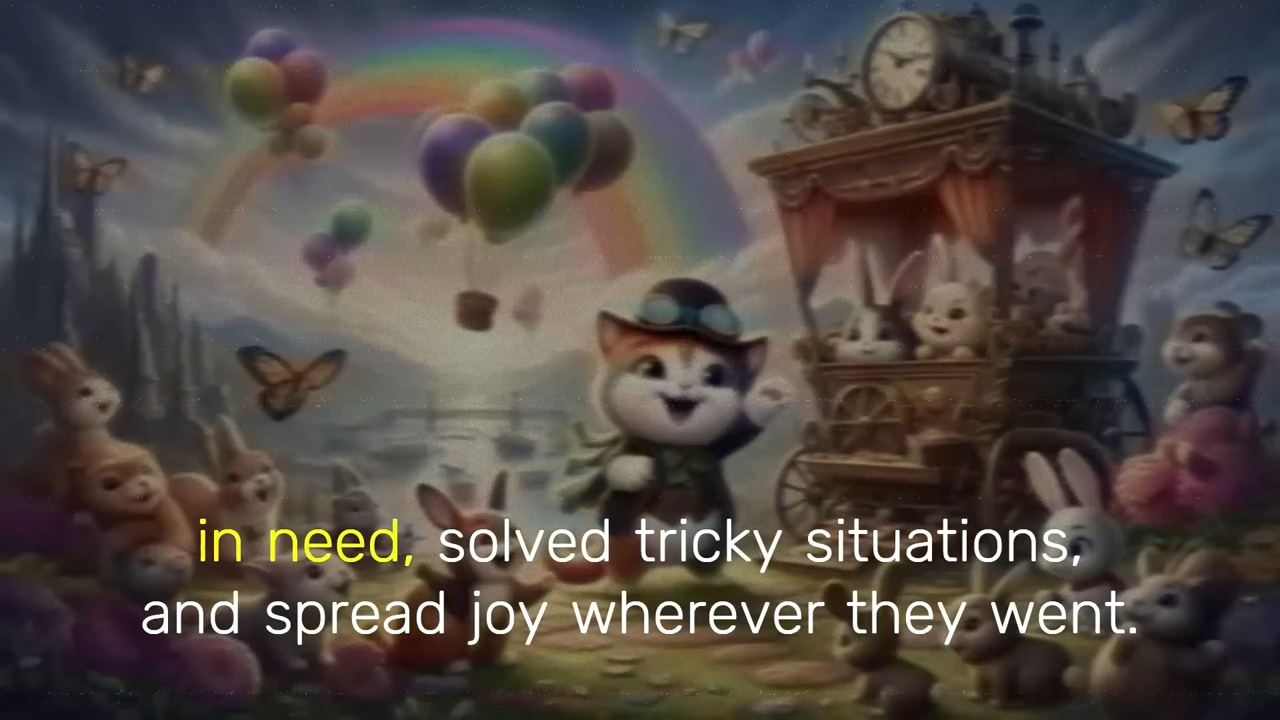 in need, solved tricky situations,
and spread joy wherever they went.